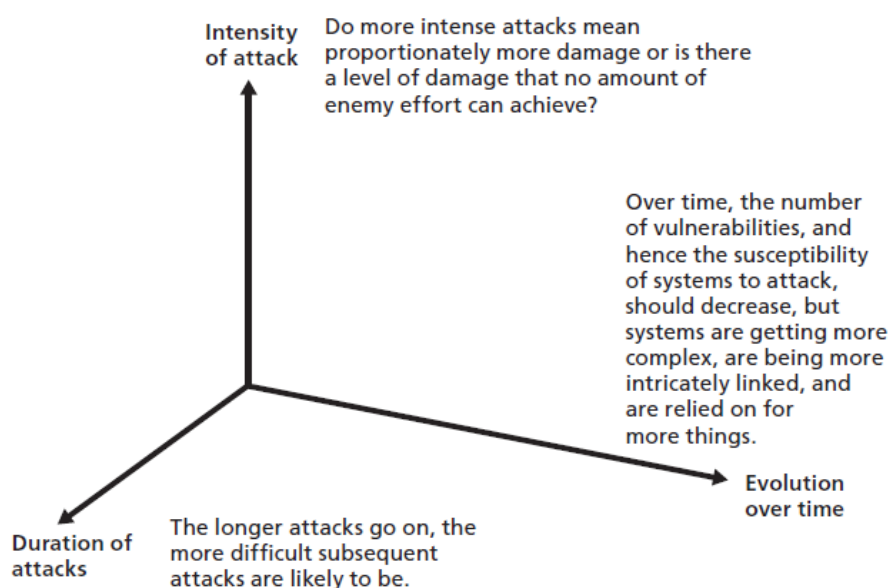 Intensity
of attack
Do more intense attacks mean
proportionately more damage or is there
a level of damage that no amount of
enemy effort can achieve?
Over time, the number
of vulnerabilities, and
hence the susceptibility
of systems to attack,
should decrease, but
systems are getting more
complex, are being more
intricately linked, and
are relied on for
more things.
Evolution
over time
Duration of
attacks
The longer attacks go on, the
more difficult subsequent
attacks are likely to be.